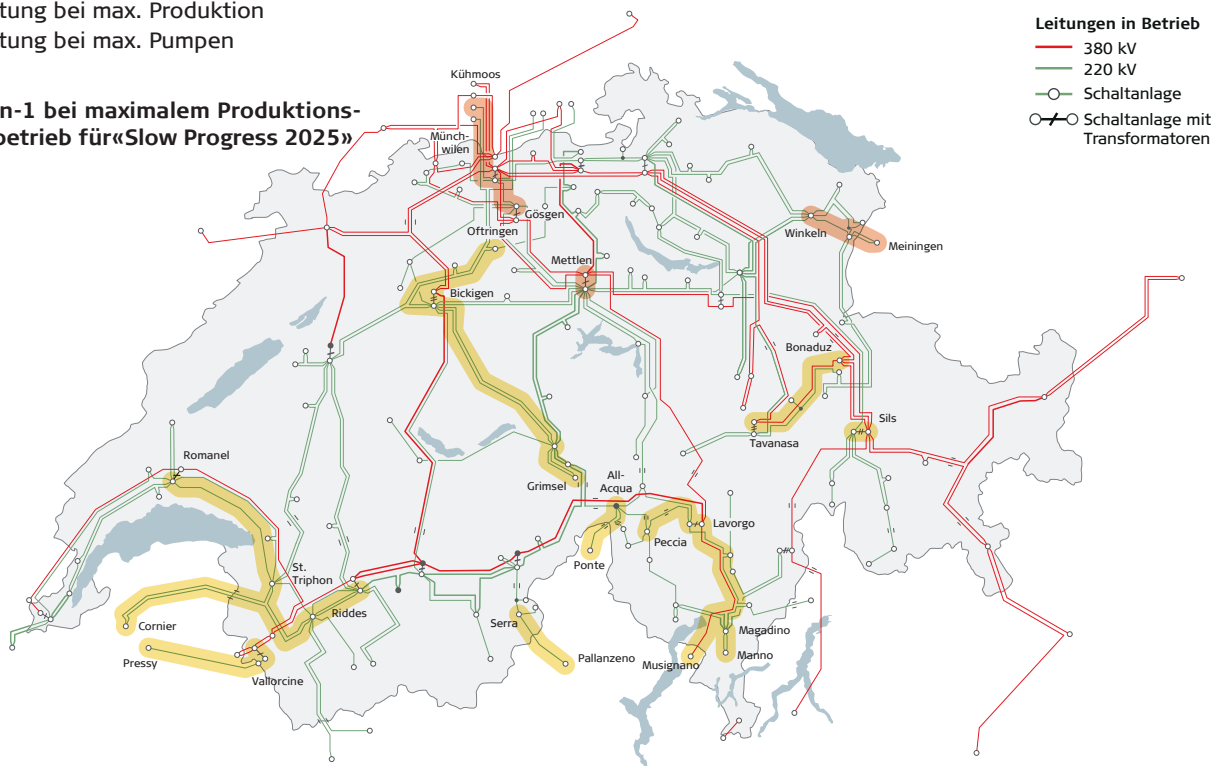 tung bei max. Produktion
tung bei max. Pumpen
n-1 bei maximalem Produktions-
betrieb für«Slow Progress 2025»
Leitungen in Betrieb
380 kV
220 kV
Schaltanlage
Schaltanlage mit
Transformatoren
Kühmoos
Münch-
wilen
Gösgen
Oftringen
Winkeln
Meiningen
Mettlen
Bickigen
Bonaduz
Sils
Tavanasa
Romanel
Grimsel
All-
Acqua
Lavorgo
Peccia
Ponte
St.
Triphon
Riddes
Cornier
Serra
Magadino
Manno
Pressy
Pallanzeno
Musignano
Vallorcine